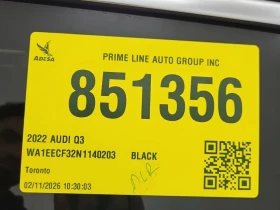 ADESA
PRIME LINE AUTO GROUP INC
851356
2022 AUDI Q3
WA1EECF32N1140203 BLACK
Toronto
02/11/2026 10:30:03